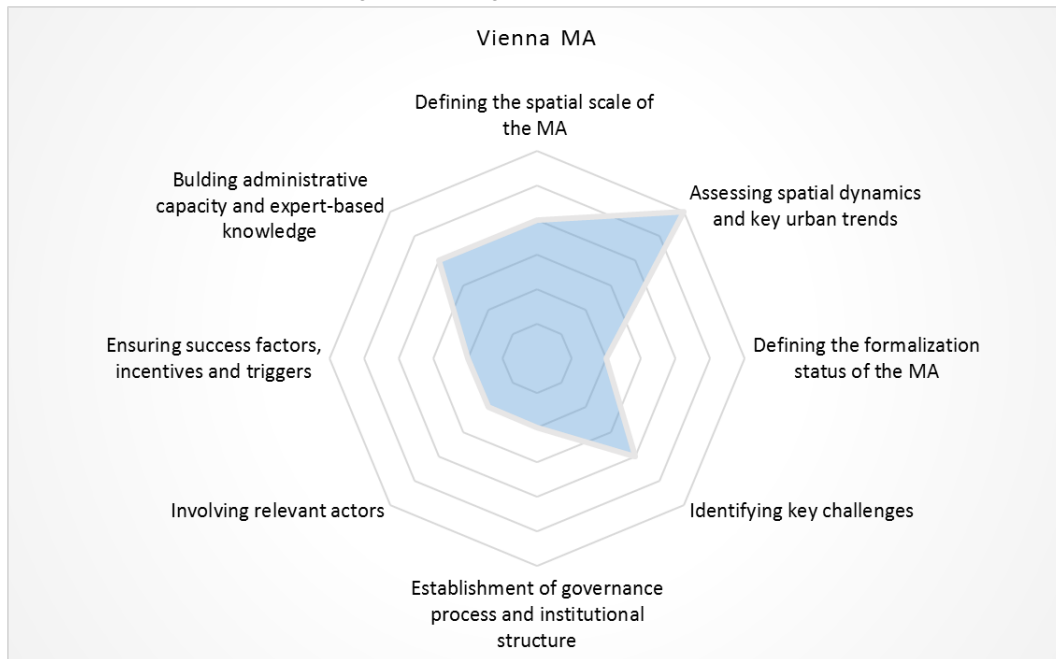 Vienna MA
Defining the spatial scale of
the MA
Assessing spatial dynamics
and key urban trends
Defining the formalization
status of the MA
Identifying key challenges
Establishment of governance
process and institutional
structure
Involving relevant actors
Ensuring success factors,
incentives and triggers
Bulding administrative
capacity and expert-based
knowledge